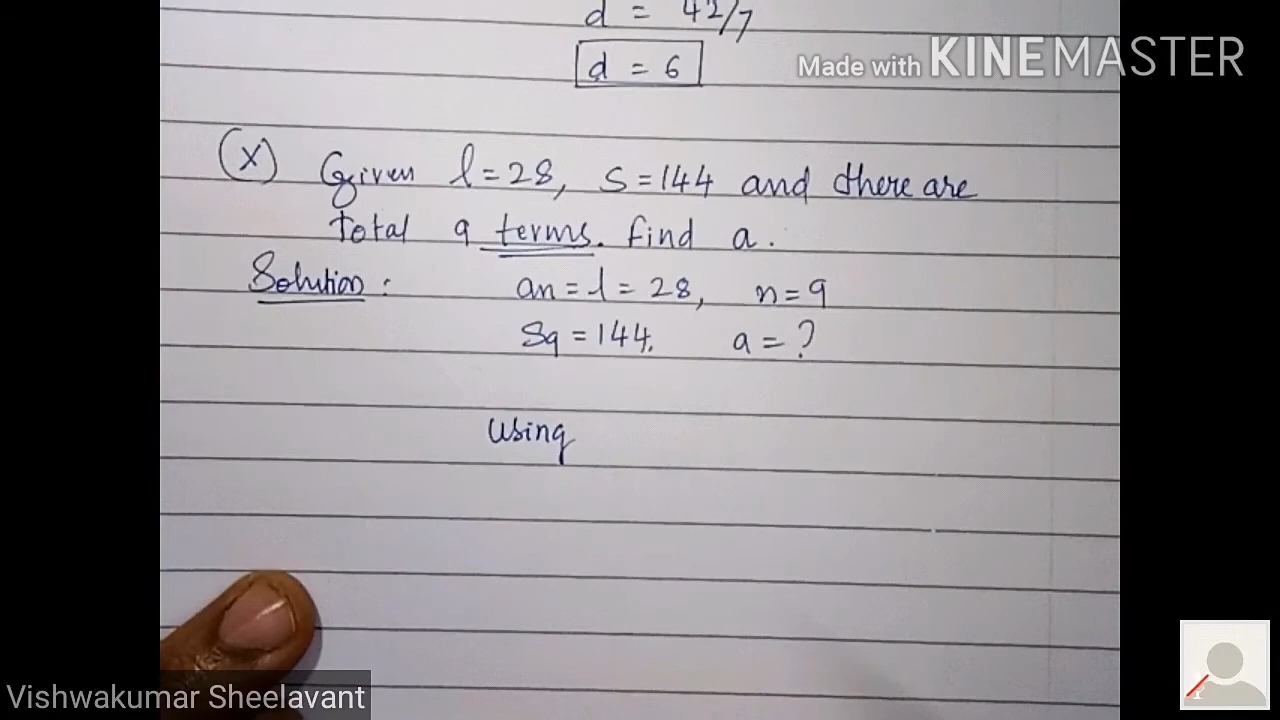 d = 42/7
d = 6
Made with KINEMASTER
(x) Given l=28, S=144 and there are
total 9 terms. find a.
Solution: an = l = 28, n=9
S9 = 144. a = ?
Using
Vishwakumar Sheelavant